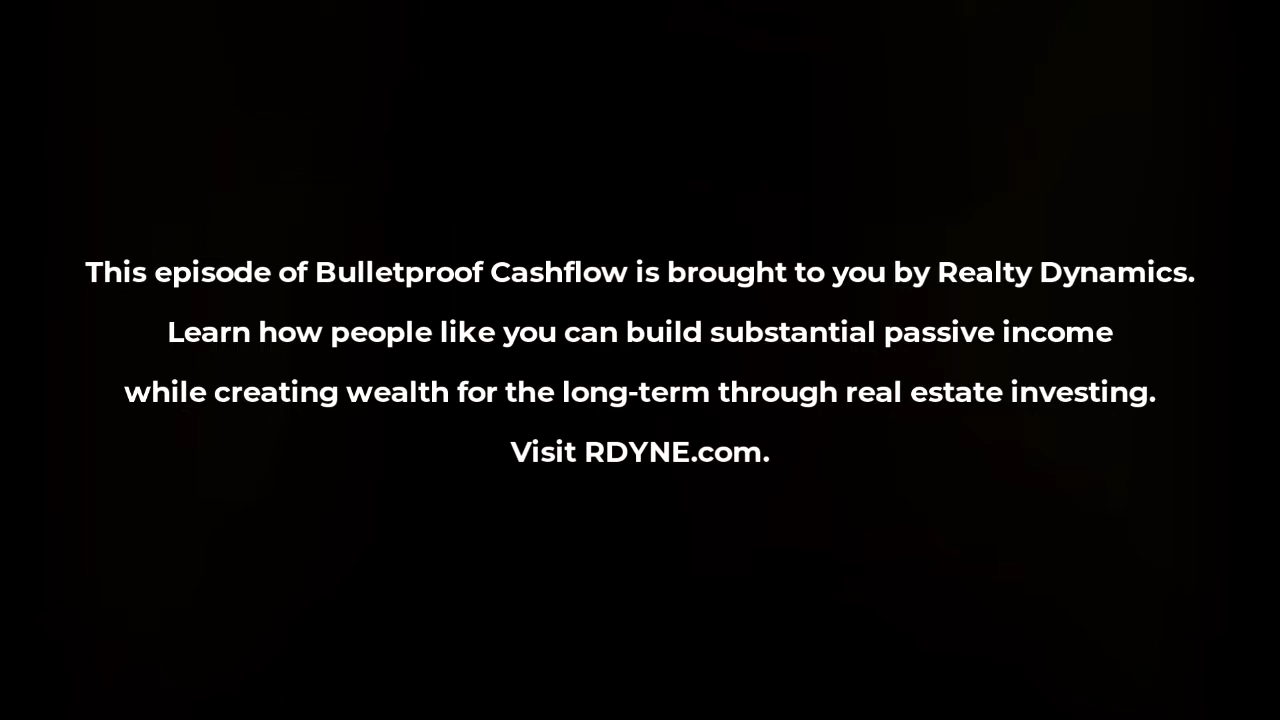 This episode of Bulletproof Cashflow is brought to you by Realty Dynamics.
Learn how people like you can build substantial passive income
while creating wealth for the long-term through real estate investing.
Visit RDYNE.com.